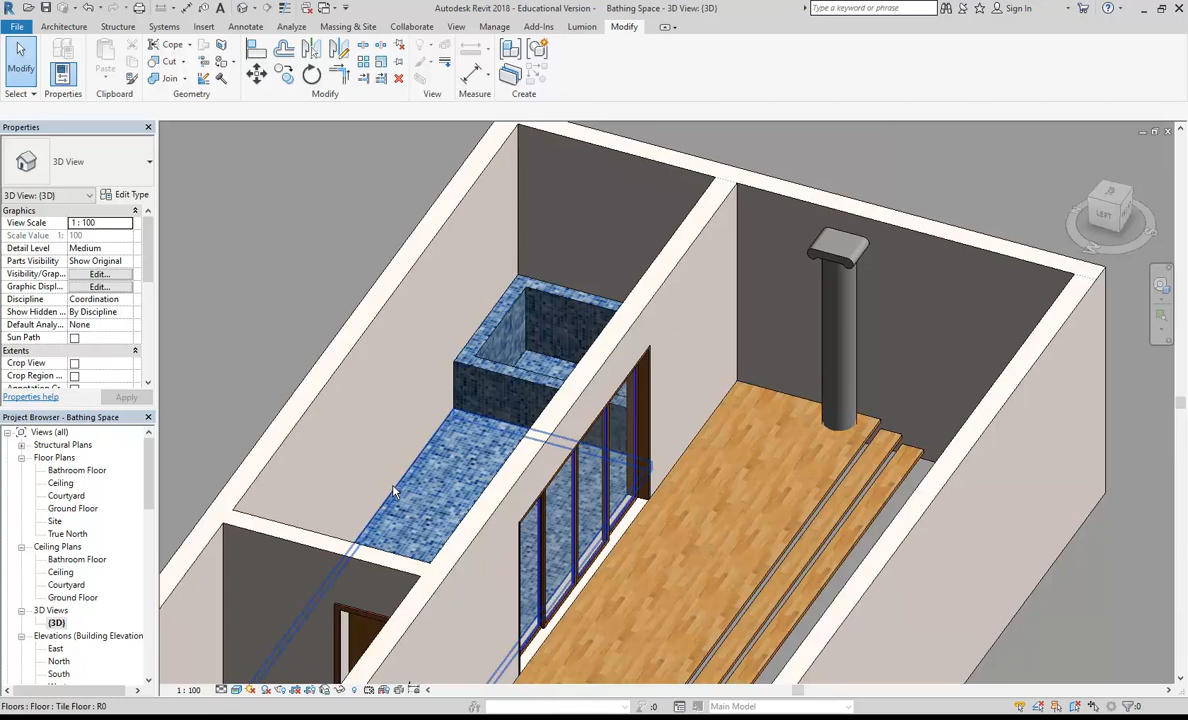 Autodesk Revit 2018 - Educational Version - Bathing Space - 3D View: {3D}
Type a keyword or phrase
Sign In
File Architecture Structure Systems Insert Annotate Analyze Massing & Site Collaborate View Manage Add-Ins Lumion Modify
Modify
Properties
Paste
Cope
Cut
Join
Select Properties Clipboard Geometry Modify View Measure Create
Properties
3D View
3D View: {3D}
Edit Type
Graphics
View Scale 1 : 100
Scale Value 1: 100
Detail Level Medium
Parts Visibility Show Original
Visibility/Grap... Edit...
Graphic Displ... Edit...
Discipline Coordination
Show Hidden ... By Discipline
Default Analy... None
Sun Path
Extents
Crop View
Crop Region ...
Properties help
Apply
Project Browser - Bathing Space
Views (all)
Structural Plans
Floor Plans
Bathroom Floor
Ceiling
Courtyard
Ground Floor
Site
True North
Ceiling Plans
Bathroom Floor
Ceiling
Courtyard
Ground Floor
3D Views
{3D}
Elevations (Building Elevation
East
North
South
LEFT
1 : 100
Floors : Floor : Tile Floor : R0
:0
Main Model
:0